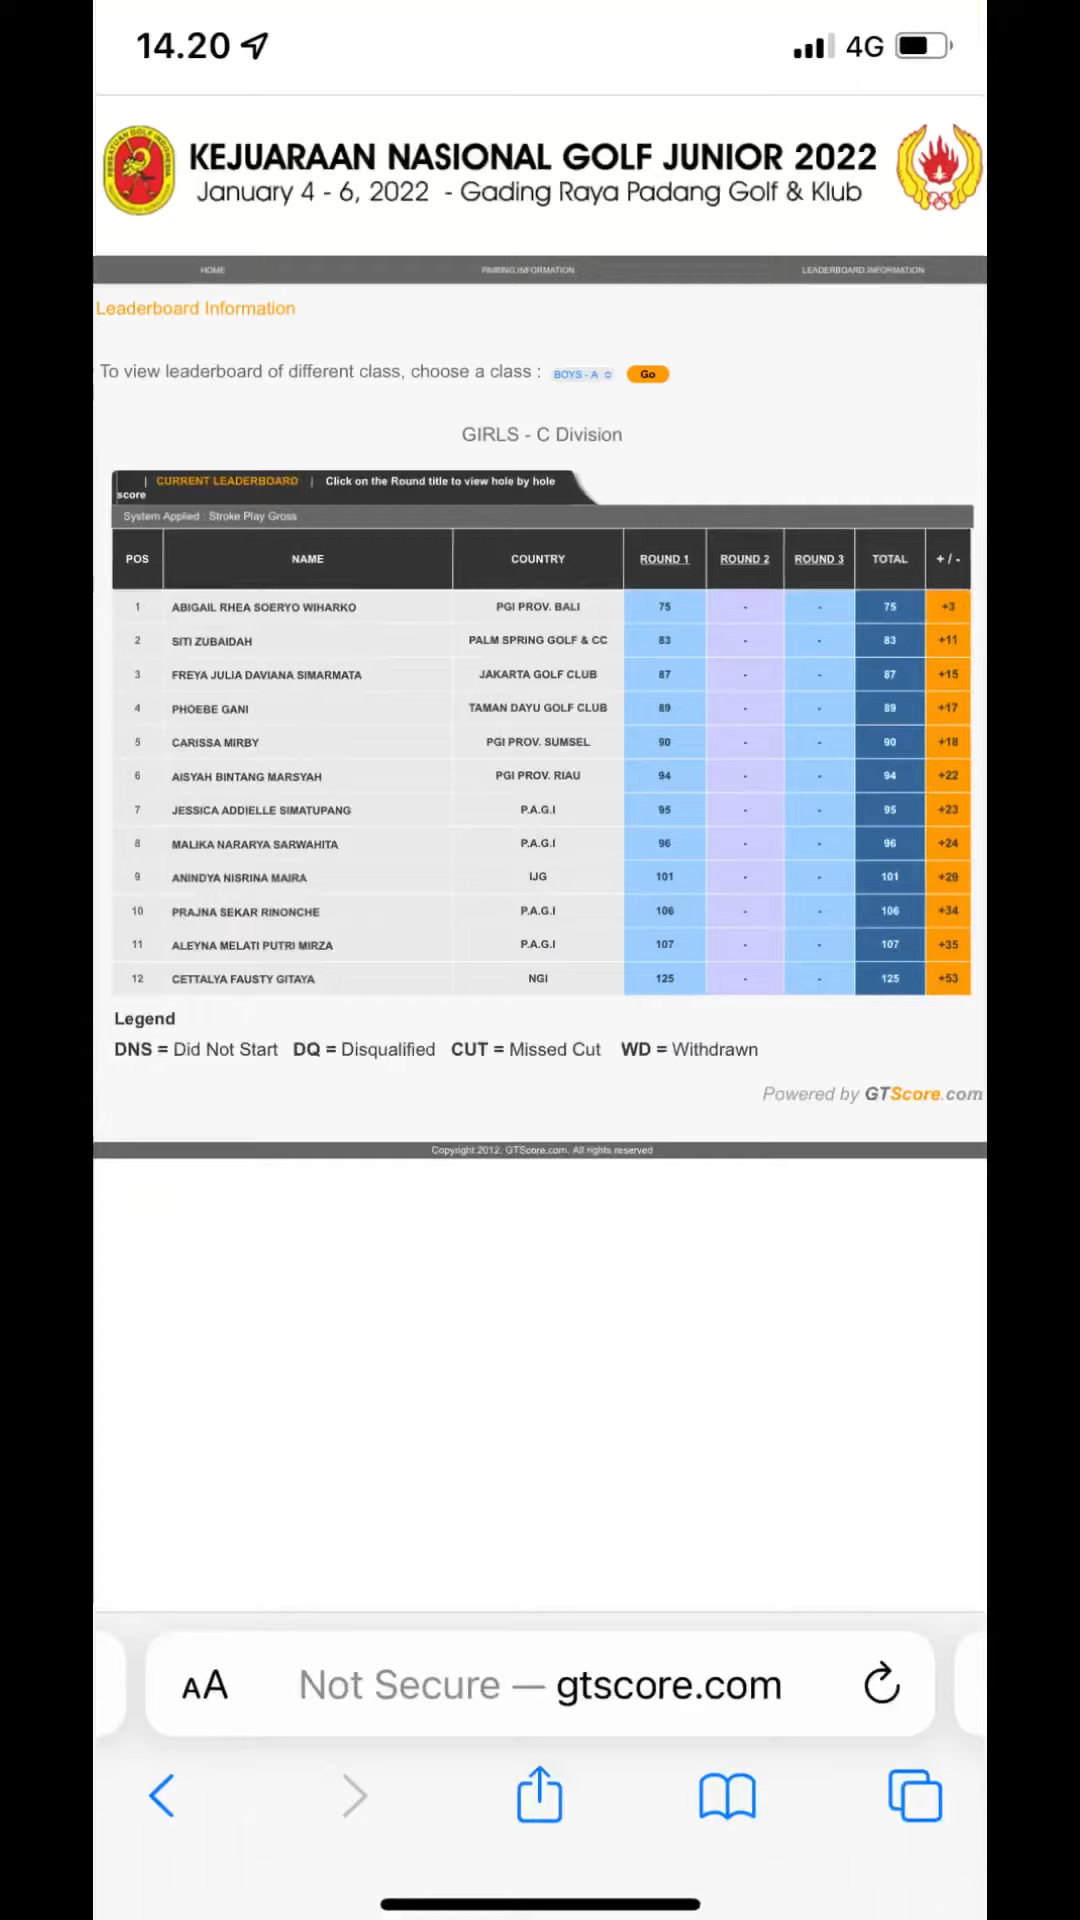 14.20
4G
KEJUARAAN NASIONAL GOLF JUNIOR 2022
January 4 - 6, 2022 - Gading Raya Padang Golf & Klub
HOME PAIRING INFORMATION LEADERBOARD INFORMATION
Leaderboard Information
To view leaderboard of different class, choose a class : BOYS - A Go
GIRLS - C Division
| CURRENT LEADERBOARD | Click on the Round title to view hole by hole
score
System Applied : Stroke Play Gross
POS NAME COUNTRY ROUND 1 ROUND 2 ROUND 3 TOTAL + / -
1 ABIGAIL RHEA SOERYO WIHARKO PGI PROV. BALI 75 - - 75 +3
2 SITI ZUBAIDAH PALM SPRING GOLF & CC 83 - - 83 +11
3 FREYA JULIA DAVIANA SIMARMATA JAKARTA GOLF CLUB 87 - - 87 +15
4 PHOEBE GANI TAMAN DAYU GOLF CLUB 89 - - 89 +17
5 CARISSA MIRBY PGI PROV. SUMSEL 90 - - 90 +18
6 AISYAH BINTANG MARSYAH PGI PROV. RIAU 94 - - 94 +22
7 JESSICA ADDIELLE SIMATUPANG P.A.G.I 95 - - 95 +23
8 MALIKA NARARYA SARWAHITA P.A.G.I 96 - - 96 +24
9 ANINDYA NISRINA MAIRA IJG 101 - - 101 +29
10 PRAJNA SEKAR RINONCHE P.A.G.I 106 - - 106 +34
11 ALEYNA MELATI PUTRI MIRZA P.A.G.I 107 - - 107 +35
12 CETTALYA FAUSTY GITAYA NGI 125 - - 125 +53
Legend
DNS = Did Not Start DQ = Disqualified CUT = Missed Cut WD = Withdrawn
Powered by GTScore.com
Copyright 2012. GTScore.com. All rights reserved
AA Not Secure — gtscore.com